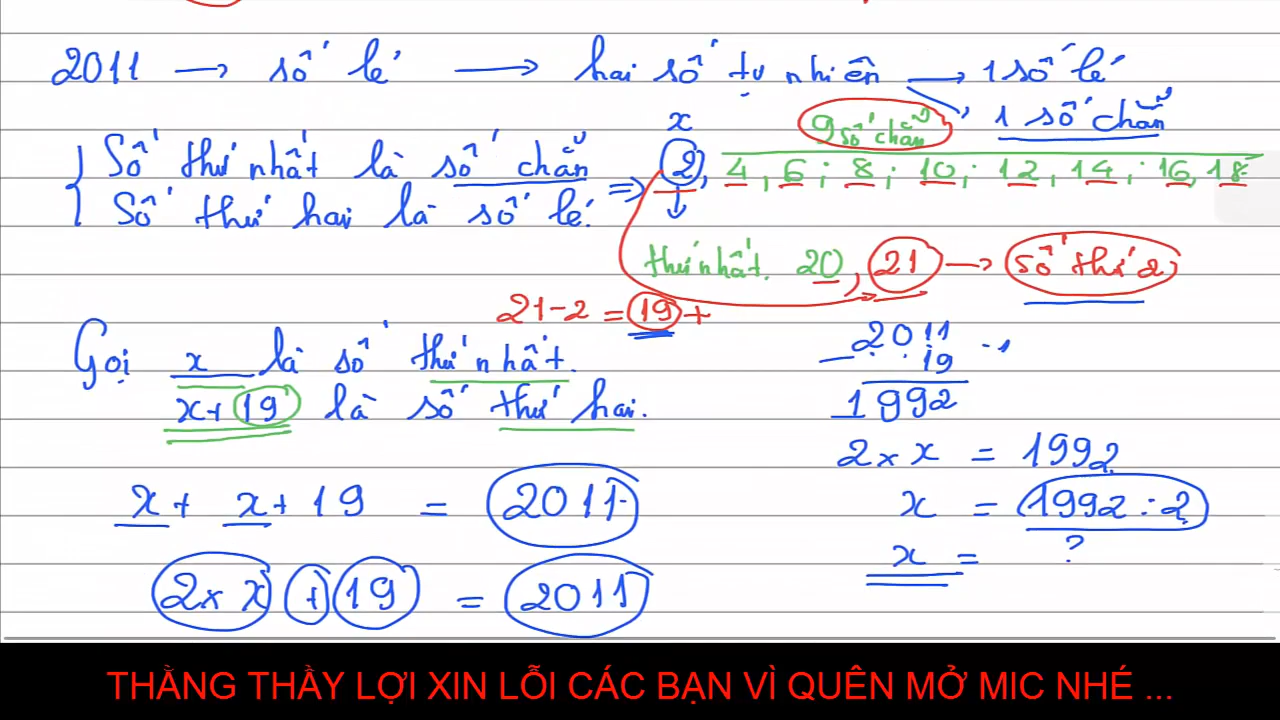 2011 → số lẻ → hai số tự nhiên → 1 số lẻ
1 số chẵn
x
9 số chẵn
Số thứ nhất là số chẵn ⇒ 2, 4, 6; 8; 10; 12, 14; 16, 18
Số thứ hai là số lẻ.
thứ nhất. 20, 21 → số thứ 2
21-2 = 19 +
Gọi x là số thứ nhất.
x+19 là số thứ hai.
2011
- 19
1992
2 x x = 1992
x + x + 19 = 2011
x = 1992 : 2
x = ?
2 x x + 19 = 2011
THẰNG THẦY LỢI XIN LỖI CÁC BẠN VÌ QUÊN MỞ MIC NHÉ ...